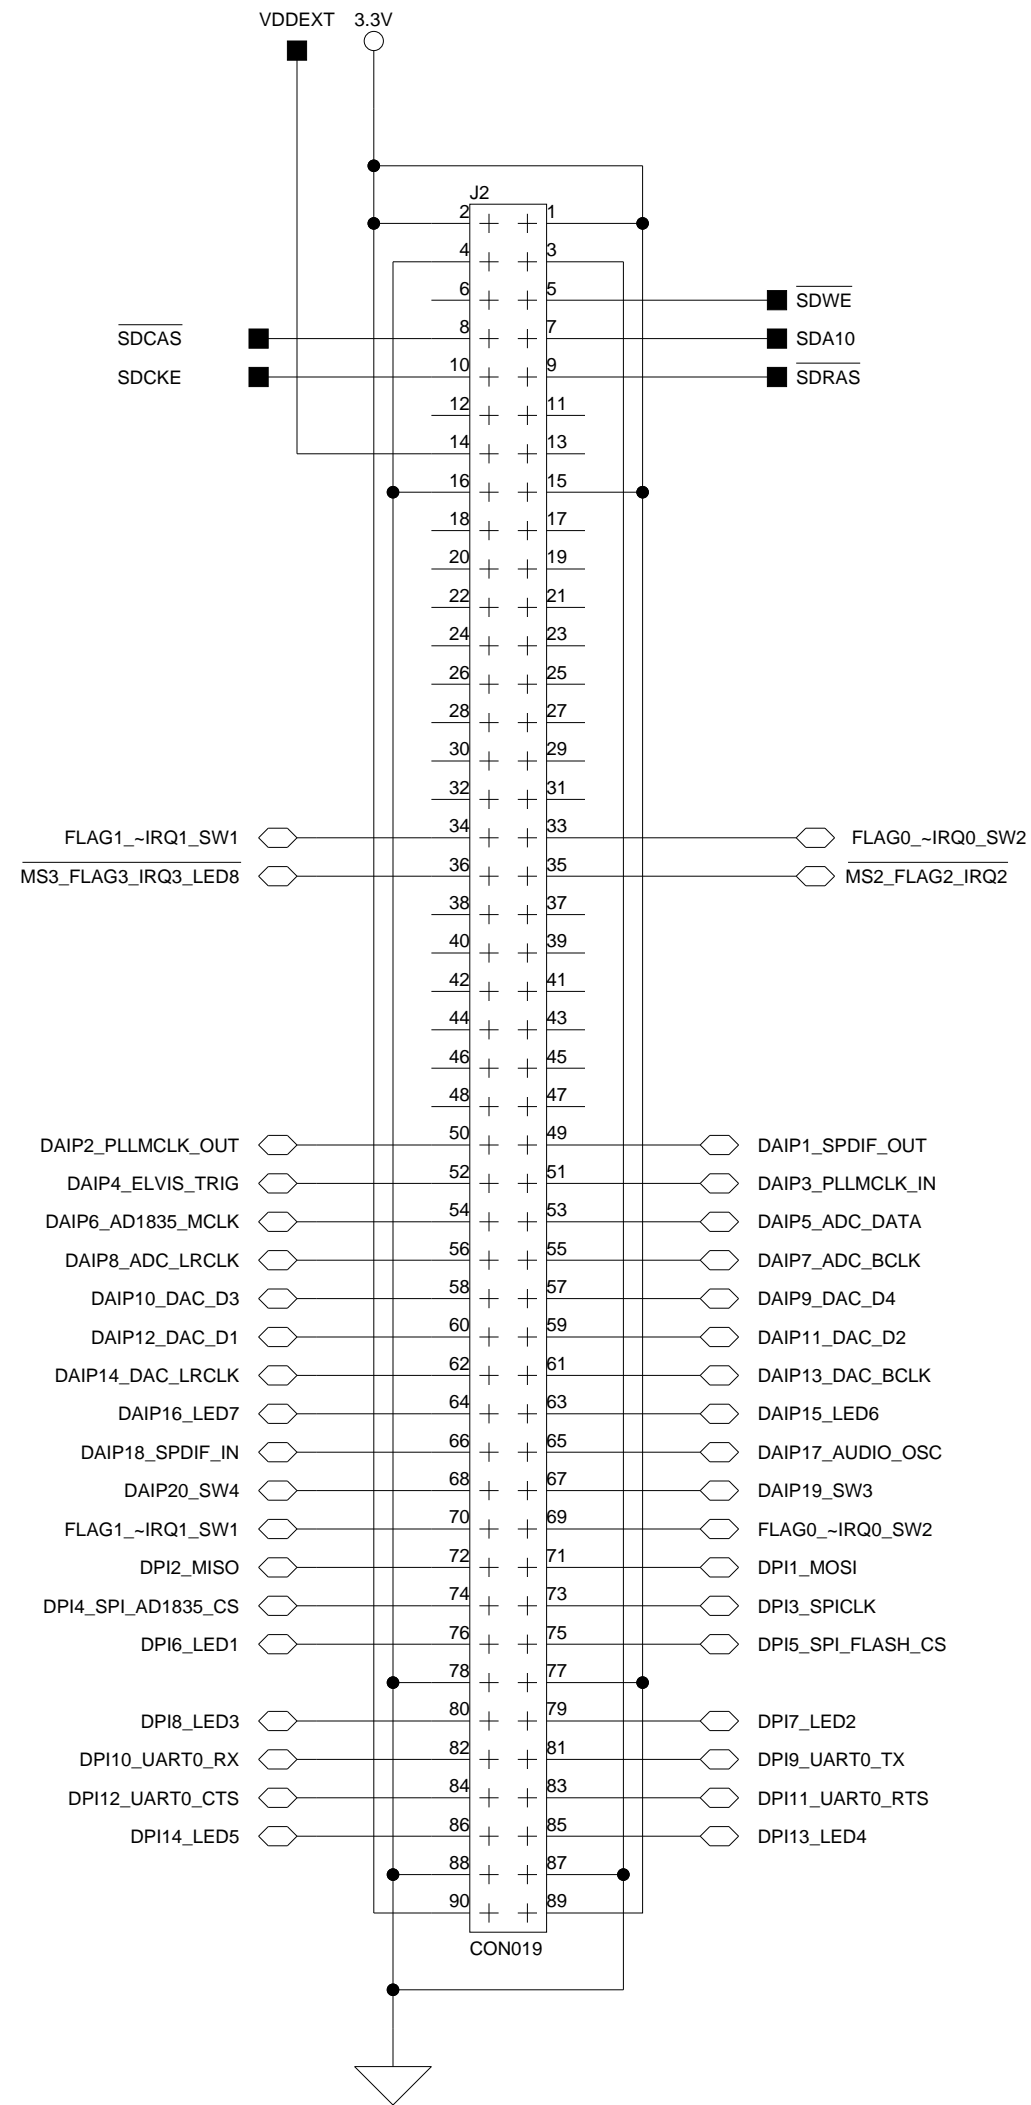 VDDEXT 3.3V
J2
2 1
4 3
6 5 SDWE
SDCAS 8 7 SDA10
SDCKE 10 9 SDRAS
12 11
14 13
16 15
18 17
20 19
22 21
24 23
26 25
28 27
30 29
32 31
FLAG1_~IRQ1_SW1 34 33 FLAG0_~IRQ0_SW2
MS3_FLAG3_IRQ3_LED8 36 35 MS2_FLAG2_IRQ2
38 37
40 39
42 41
44 43
46 45
48 47
DAIP2_PLLMCLK_OUT 50 49 DAIP1_SPDIF_OUT
DAIP4_ELVIS_TRIG 52 51 DAIP3_PLLMCLK_IN
DAIP6_AD1835_MCLK 54 53 DAIP5_ADC_DATA
DAIP8_ADC_LRCLK 56 55 DAIP7_ADC_BCLK
DAIP10_DAC_D3 58 57 DAIP9_DAC_D4
DAIP12_DAC_D1 60 59 DAIP11_DAC_D2
DAIP14_DAC_LRCLK 62 61 DAIP13_DAC_BCLK
DAIP16_LED7 64 63 DAIP15_LED6
DAIP18_SPDIF_IN 66 65 DAIP17_AUDIO_OSC
DAIP20_SW4 68 67 DAIP19_SW3
FLAG1_~IRQ1_SW1 70 69 FLAG0_~IRQ0_SW2
DPI2_MISO 72 71 DPI1_MOSI
DPI4_SPI_AD1835_CS 74 73 DPI3_SPICLK
DPI6_LED1 76 75 DPI5_SPI_FLASH_CS
78 77
DPI8_LED3 80 79 DPI7_LED2
DPI10_UART0_RX 82 81 DPI9_UART0_TX
DPI12_UART0_CTS 84 83 DPI11_UART0_RTS
DPI14_LED5 86 85 DPI13_LED4
88 87
90 89
CON019